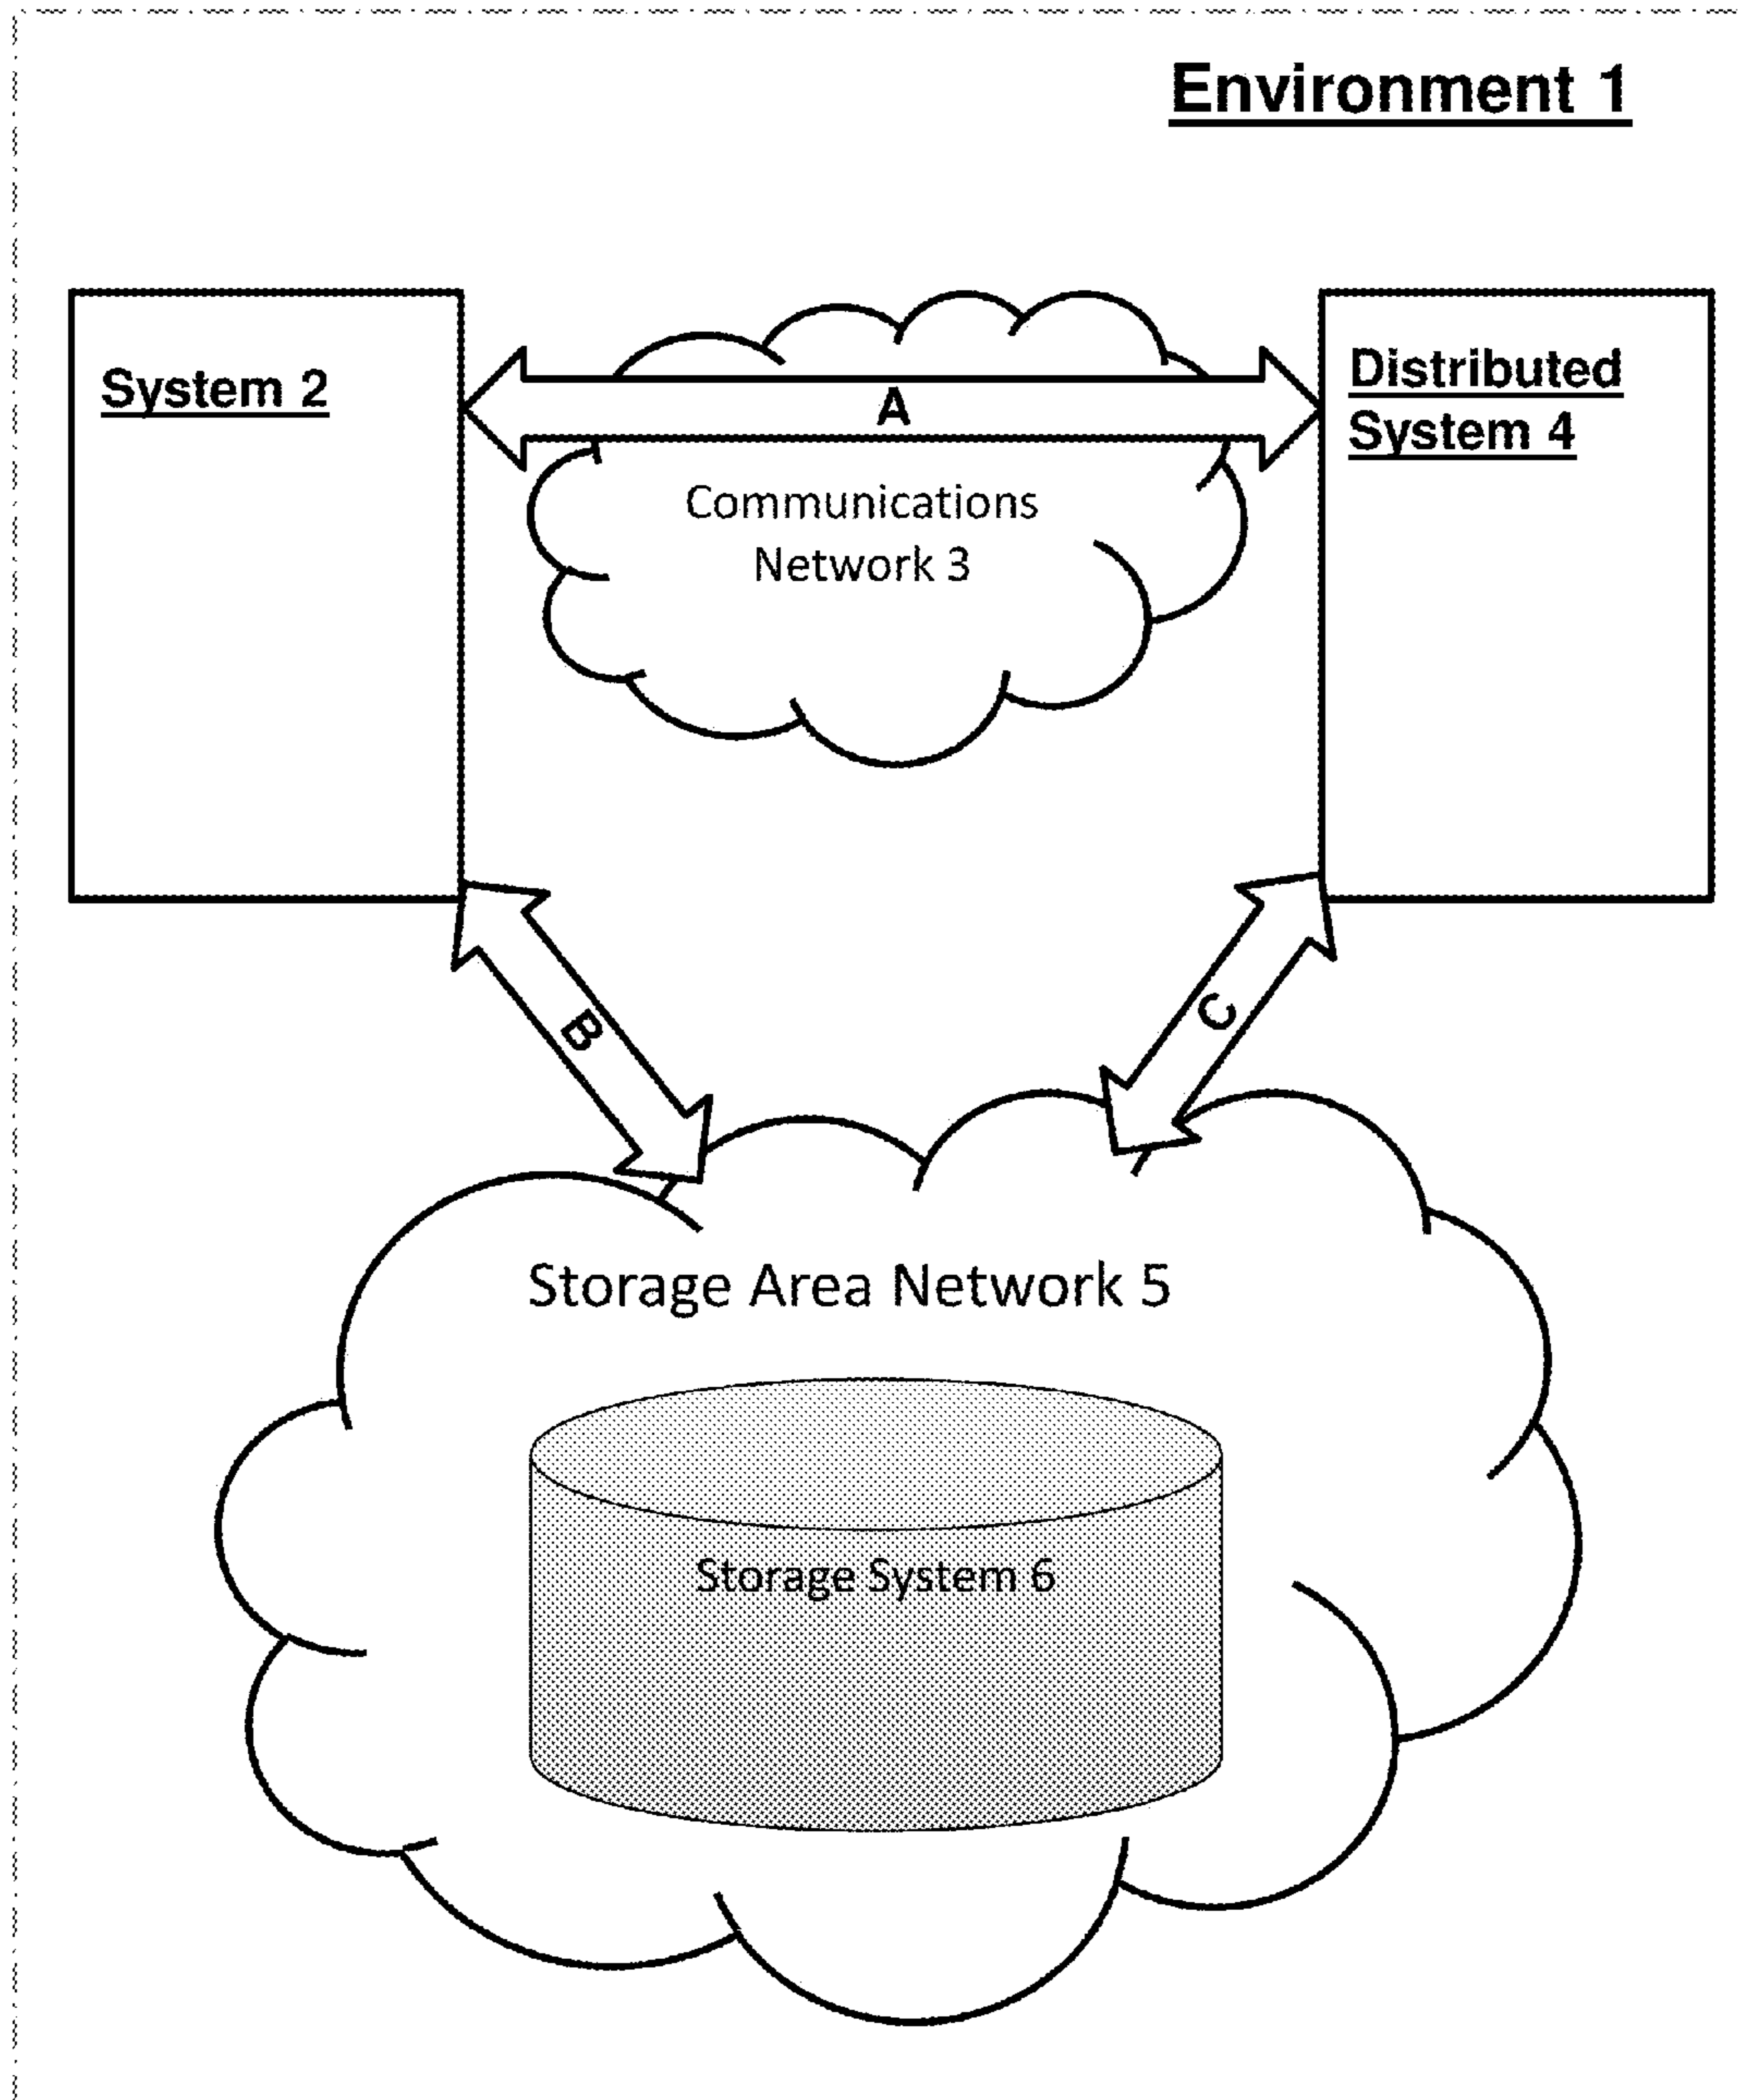 Environment 1
System 2
A
Distributed
System 4
Communications
Network 3
B
C
Storage Area Network 5
Storage System 6